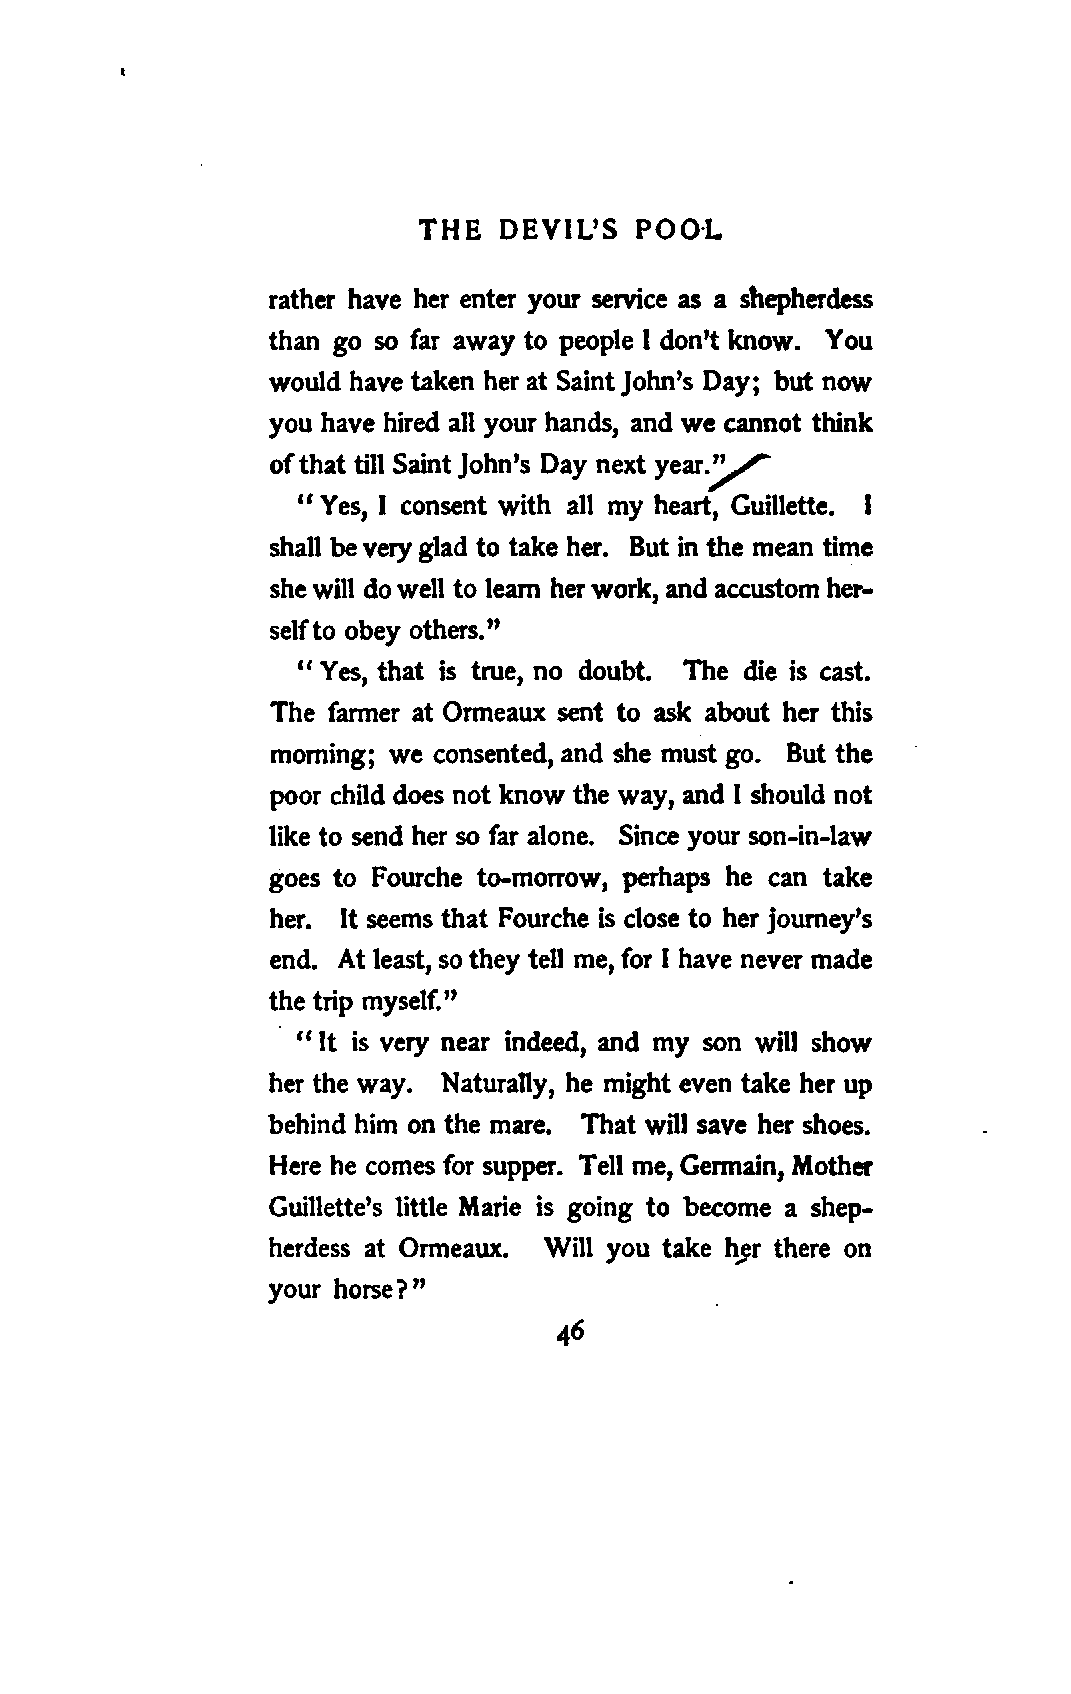 THE DEVIL'S POOL
rather have her enter your service as a shepherdess
than go so far away to people I don't know. You
would have taken her at Saint John's Day; but now
you have hired all your hands, and we cannot think
of that till Saint John's Day next year."
"Yes, I consent with all my heart, Guillette. I
shall be very glad to take her. But in the mean time
she will do well to learn her work, and accustom her-
self to obey others."
"Yes, that is true, no doubt. The die is cast.
The farmer at Ormeaux sent to ask about her this
morning; we consented, and she must go. But the
poor child does not know the way, and I should not
like to send her so far alone. Since your son-in-law
goes to Fourche to-morrow, perhaps he can take
her. It seems that Fourche is close to her journey's
end. At least, so they tell me, for I have never made
the trip myself."
"It is very near indeed, and my son will show
her the way. Naturally, he might even take her up
behind him on the mare. That will save her shoes.
Here he comes for supper. Tell me, Germain, Mother
Guillette's little Marie is going to become a shep-
herdess at Ormeaux. Will you take her there on
your horse?"
46